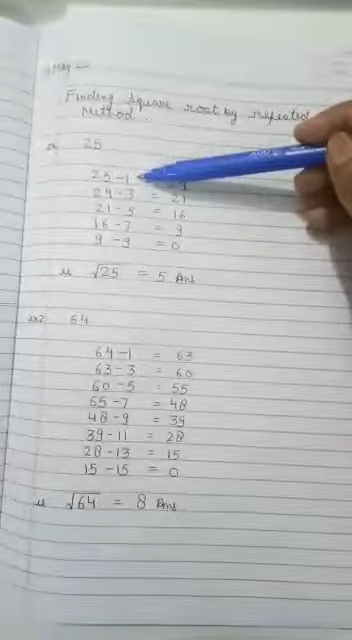 Finding square root by repeated
Method.
25
25-1
24-3 = 21
21-5 = 16
16-7 = 9
9-9 = 0
√25 = 5 Ans
ex2 64
64-1 = 63
63-3 = 60
60-5 = 55
55-7 = 48
48-9 = 39
39-11 = 28
28-13 = 15
15-15 = 0
√64 = 8 Ans